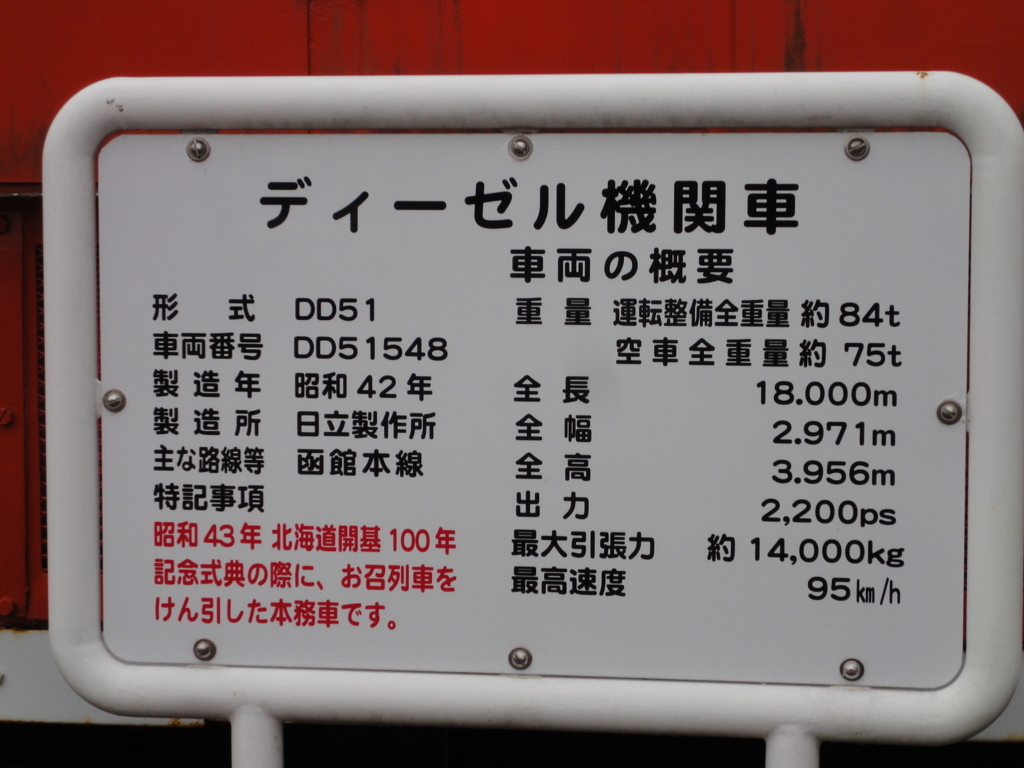 ディーゼル機関車
形式 DD51
車両番号 DD51548
製造年 昭和42年
製造所 日立製作所
主な路線等 函館本線
特記事項
昭和43年 北海道開基100年
記念式典の際に、お召列車を
けん引した本務車です。
車両の概要
重量 運転整備全重量 約84t
空車全重量約 75t
全長 18.000m
全幅 2.971m
全高 3.956m
出力 2,200ps
最大引張力 約14,000kg
最高速度 95km/h